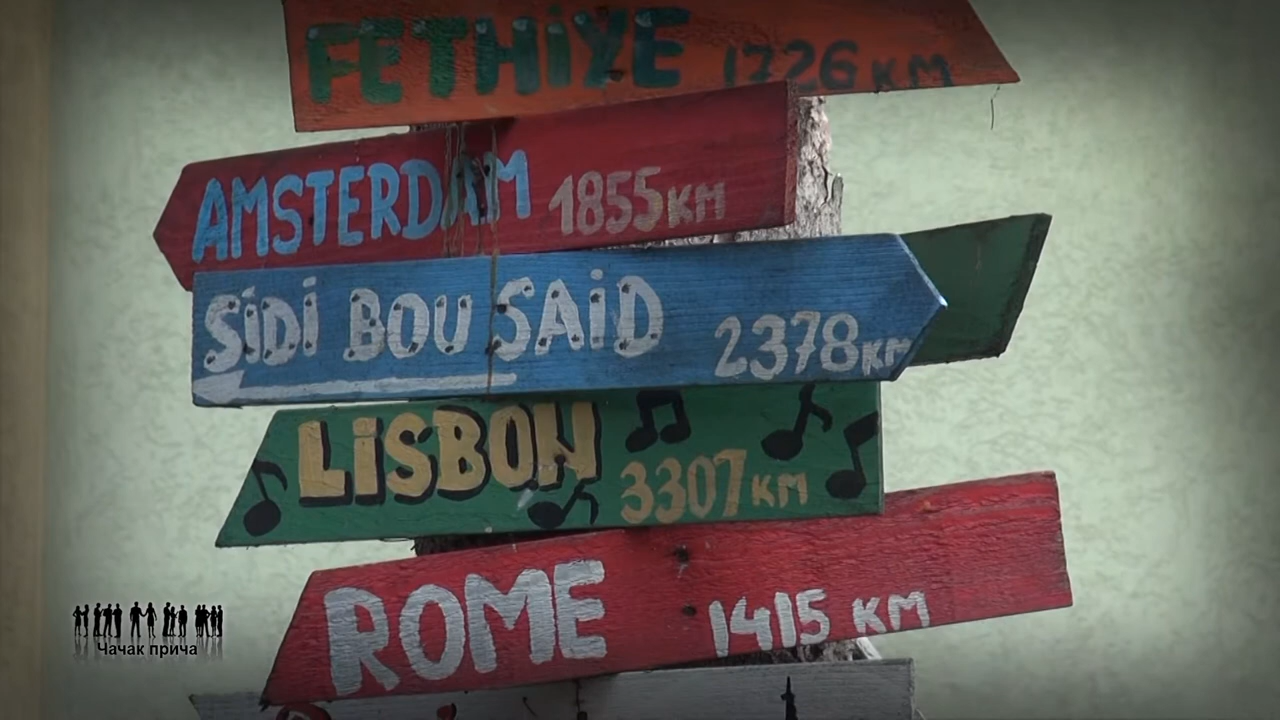 FETHiYE 1726 KM
AMSTERDAM 1855 KM
SiDi BOU SAiD 2378 KM
LiSBON 3307 KM
ROME 1415 KM
Чачак прича